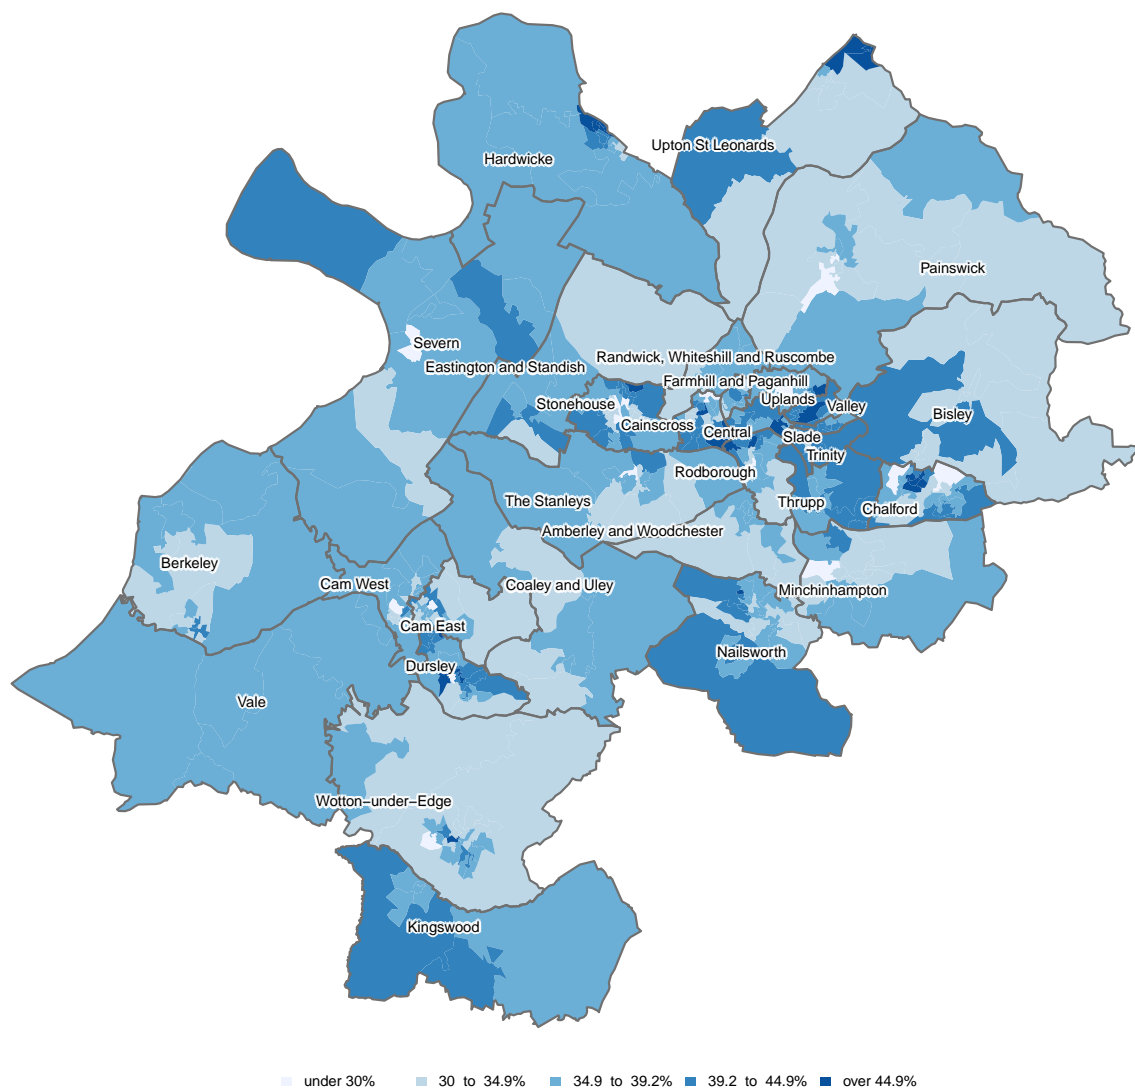 Hardwicke
Upton St Leonards
Painswick
Severn
Eastington and Standish
Randwick, Whiteshill and Ruscombe
Farmhill and Paganhill
Uplands
Stonehouse
Valley
Bisley
Cainscross
Central
Slade
Trinity
Rodborough
The Stanleys
Thrupp
Chalford
Amberley and Woodchester
Berkeley
Cam West
Coaley and Uley
Minchinhampton
Cam East
Nailsworth
Dursley
Vale
Wotton−under−Edge
Kingswood
under 30%
30 to 34.9%
34.9 to 39.2%
39.2 to 44.9%
over 44.9%